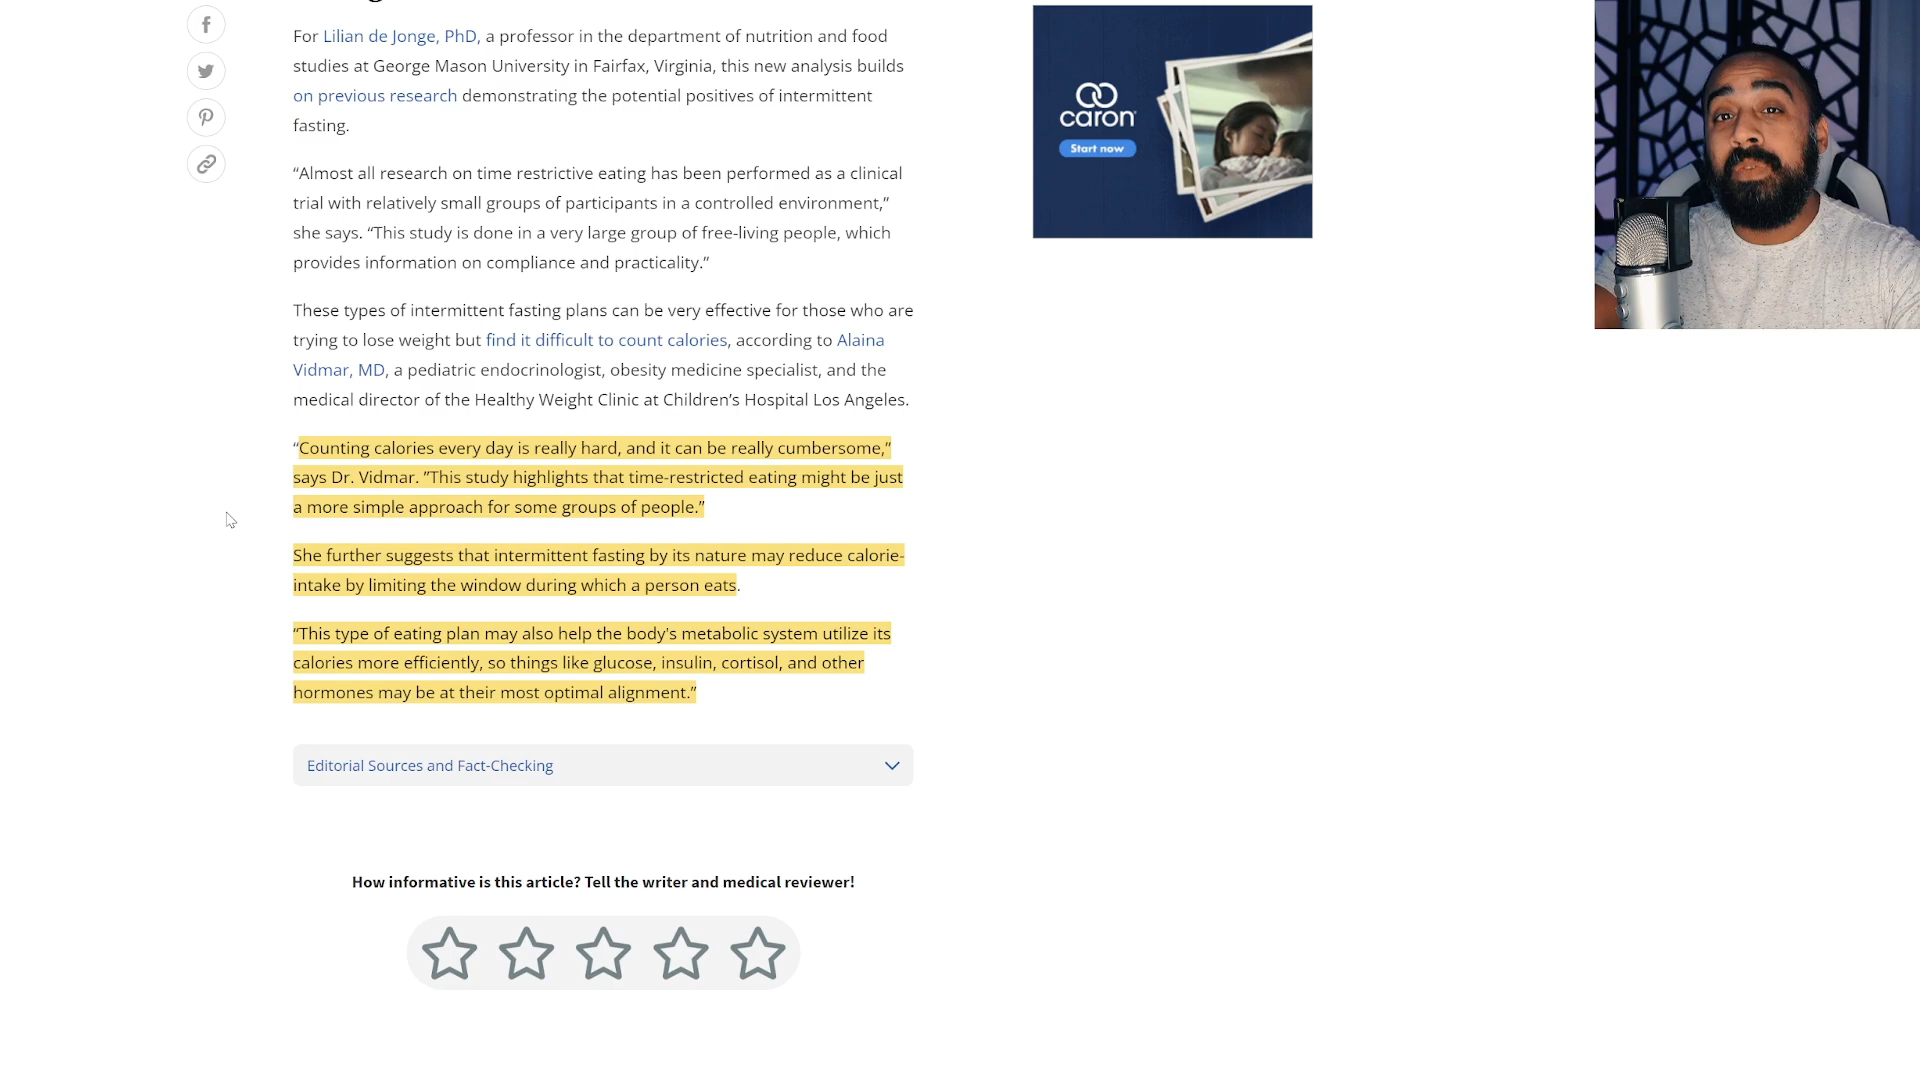 For Lilian de Jonge, PhD, a professor in the department of nutrition and food
studies at George Mason University in Fairfax, Virginia, this new analysis builds
on previous research demonstrating the potential positives of intermittent
fasting.
“Almost all research on time restrictive eating has been performed as a clinical
trial with relatively small groups of participants in a controlled environment,”
she says. “This study is done in a very large group of free-living people, which
provides information on compliance and practicality.”
These types of intermittent fasting plans can be very effective for those who are
trying to lose weight but find it difficult to count calories, according to Alaina
Vidmar, MD, a pediatric endocrinologist, obesity medicine specialist, and the
medical director of the Healthy Weight Clinic at Children’s Hospital Los Angeles.
“Counting calories every day is really hard, and it can be really cumbersome,”
says Dr. Vidmar. ”This study highlights that time-restricted eating might be just
a more simple approach for some groups of people.”
She further suggests that intermittent fasting by its nature may reduce calorie-
intake by limiting the window during which a person eats.
“This type of eating plan may also help the body’s metabolic system utilize its
calories more efficiently, so things like glucose, insulin, cortisol, and other
hormones may be at their most optimal alignment.”
Editorial Sources and Fact-Checking
How informative is this article? Tell the writer and medical reviewer!
caron
Start now